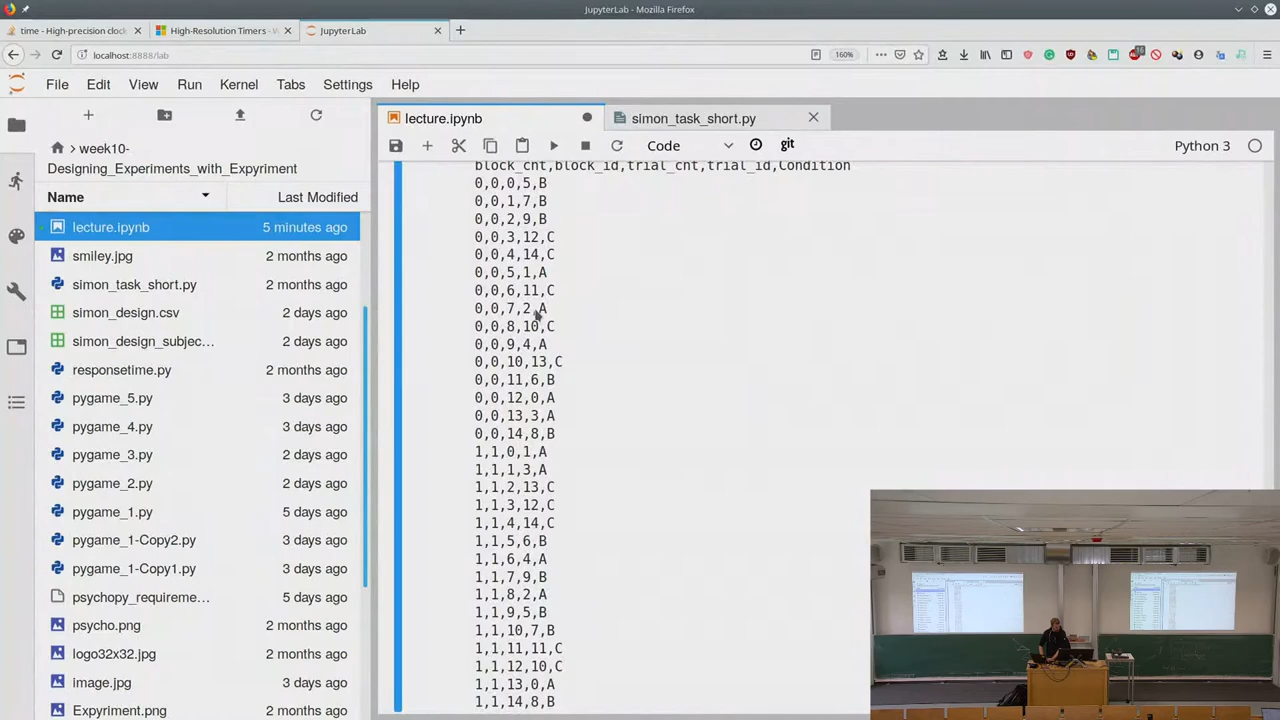 JupyterLab - Mozilla Firefox
time - High-precision cloc
High-Resolution Timers - W
JupyterLab
localhost:8888/lab
160%
16
File Edit View Run Kernel Tabs Settings Help
lecture.ipynb
simon_task_short.py
week10-
Designing_Experiments_with_Expyriment
Code
git
Python 3
Name
Last Modified
lecture.ipynb 5 minutes ago
smiley.jpg 2 months ago
simon_task_short.py 2 months ago
simon_design.csv 2 days ago
simon_design_subjec... 2 days ago
responsetime.py 2 months ago
pygame_5.py 3 days ago
pygame_4.py 3 days ago
pygame_3.py 2 days ago
pygame_2.py 2 days ago
pygame_1.py 5 days ago
pygame_1-Copy2.py 3 days ago
pygame_1-Copy1.py 3 days ago
psychopy_requireme... 5 days ago
psycho.png 2 months ago
logo32x32.jpg 2 months ago
image.jpg 3 days ago
Expyriment.png 2 months ago
block_cnt,block_id,trial_cnt,trial_id,Condition
0,0,0,5,B
0,0,1,7,B
0,0,2,9,B
0,0,3,12,C
0,0,4,14,C
0,0,5,1,A
0,0,6,11,C
0,0,7,2,A
0,0,8,10,C
0,0,9,4,A
0,0,10,13,C
0,0,11,6,B
0,0,12,0,A
0,0,13,3,A
0,0,14,8,B
1,1,0,1,A
1,1,1,3,A
1,1,2,13,C
1,1,3,12,C
1,1,4,14,C
1,1,5,6,B
1,1,6,4,A
1,1,7,9,B
1,1,8,2,A
1,1,9,5,B
1,1,10,7,B
1,1,11,11,C
1,1,12,10,C
1,1,13,0,A
1,1,14,8,B